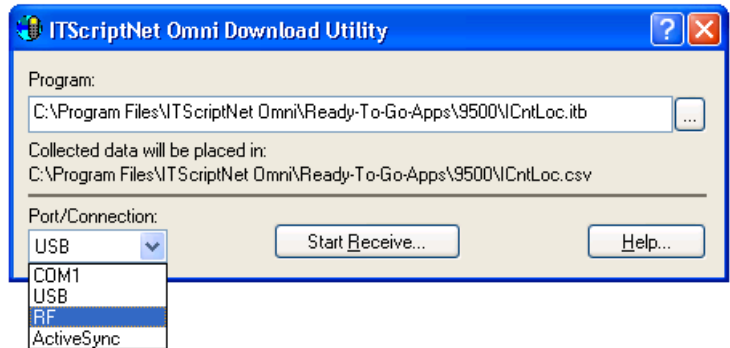 ITScriptNet Omni Download Utility
Program:
C:\Program Files\ITScriptNet Omni\Ready-To-Go-Apps\9500\ICntLoc.itb
...
Collected data will be placed in:
C:\Program Files\ITScriptNet Omni\Ready-To-Go-Apps\9500\ICntLoc.csv
Port/Connection:
USB Start Receive... Help...
COM1
USB
RF
ActiveSync